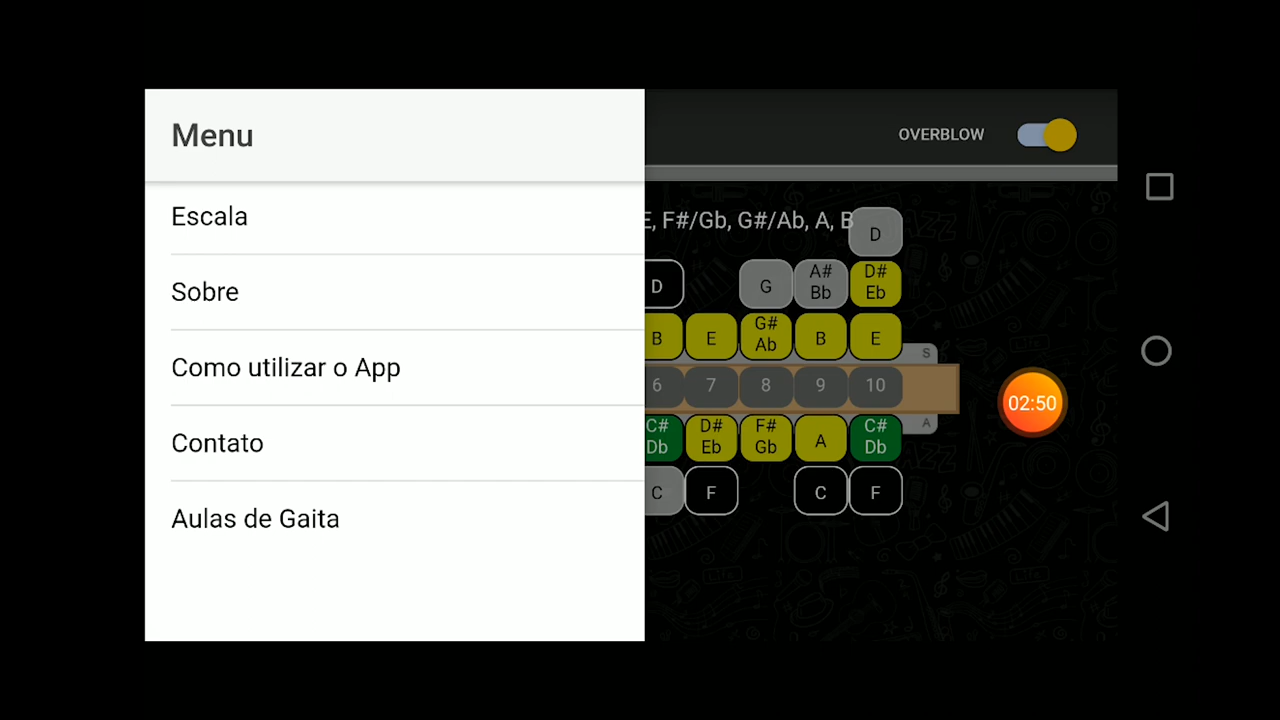 Menu
Escala
Sobre
Como utilizar o App
Contato
Aulas de Gaita
OVERBLOW
E, F#/Gb, G#/Ab, A, B
D
D G A# Bb D# Eb
B E G# Ab B E
S
6 7 8 9 10
C# Db D# Eb F# Gb A C# Db
A
C F C F
02:50